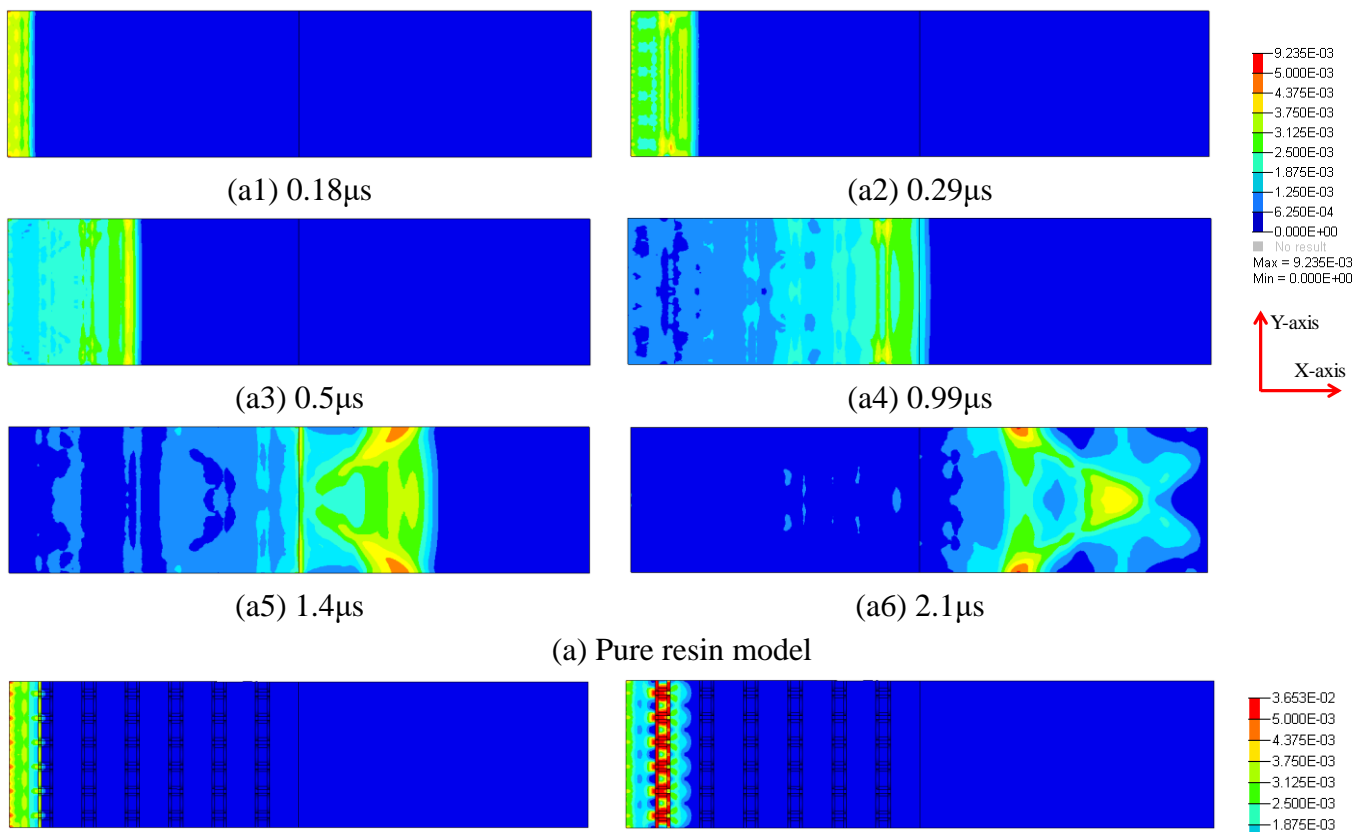 9.235E-03
5.000E-03
4.375E-03
3.750E-03
3.125E-03
2.500E-03
1.875E-03
1.250E-03
6.250E-04
0.000E+00
No result
Max = 9.235E-03
Min = 0.000E+00
Y-axis
X-axis
(a1) 0.18μs
(a2) 0.29μs
(a3) 0.5μs
(a4) 0.99μs
(a5) 1.4μs
(a6) 2.1μs
(a) Pure resin model
3.653E-02
5.000E-03
4.375E-03
3.750E-03
3.125E-03
2.500E-03
1.875E-03